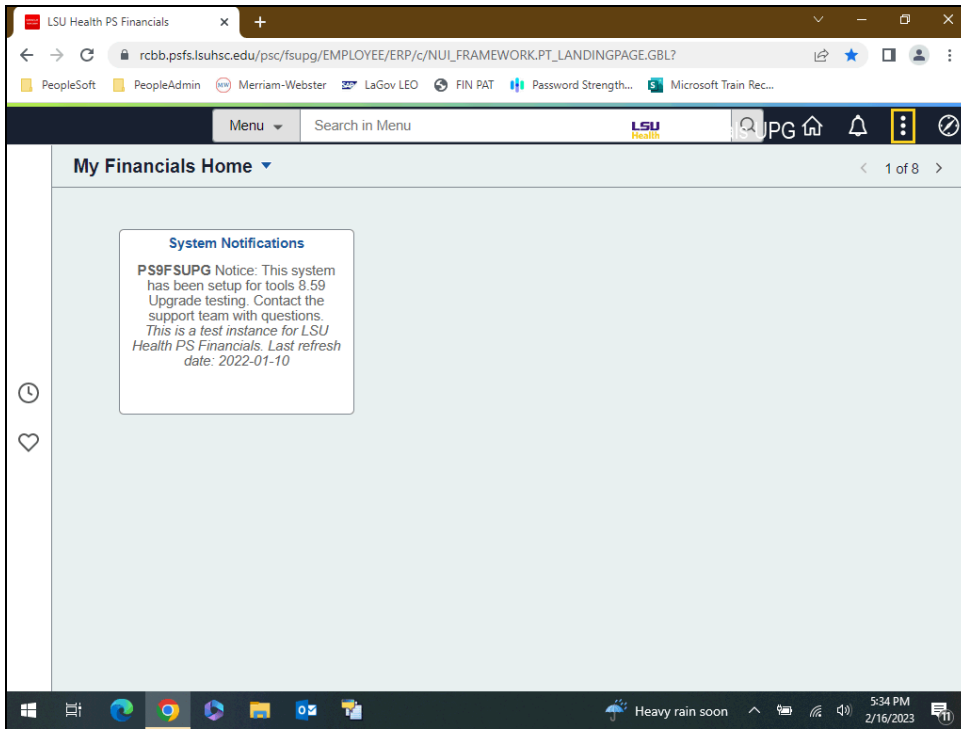 LSU Health PS Financials
rcbb.psfs.lsuhsc.edu/psc/fsupg/EMPLOYEE/ERP/c/NUI_FRAMEWORK.PT_LANDINGPAGE.GBL?
PeopleSoft PeopleAdmin MW Merriam-Webster SAP LaGov LEO FIN PAT Password Strength... S Microsoft Train Rec...
Menu Search in Menu LSU Health UPG
My Financials Home 1 of 8
System Notifications
PS9FSUPG Notice: This system
has been setup for tools 8.59
Upgrade testing. Contact the
support team with questions.
This is a test instance for LSU
Health PS Financials. Last refresh
date: 2022-01-10
Heavy rain soon
5:34 PM
2/16/2023
11